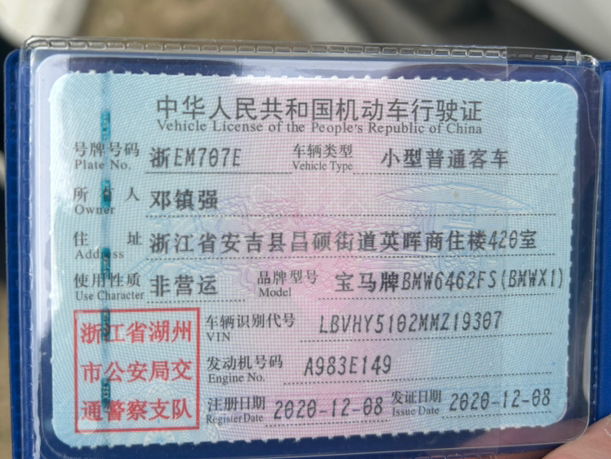 中华人民共和国机动车行驶证
Vehicle License of the People's Republic of China
号牌号码 浙EM707E 车辆类型 小型普通客车
Plate No. Vehicle Type
所有人 邓镇强
Owner
住址 浙江省安吉县昌硕街道英晖商住楼420室
Address
使用性质 非营运 品牌型号 宝马牌BMW6462FS(BMWX1)
Use Character Model
浙江省湖州
市公安局交
通警察支队
车辆识别代号 LBVHY5102MMZ19307
VIN
发动机号码 A983E149
Engine No.
注册日期 2020-12-08 发证日期 2020-12-08
Register Date Issue Date